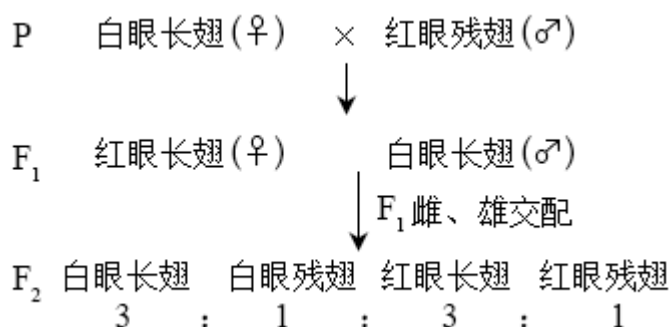 P 白眼长翅(♀) × 红眼残翅(♂)
F₁ 红眼长翅(♀) 白眼长翅(♂)
F₁雌、雄交配
F₂ 白眼长翅 白眼残翅 红眼长翅 红眼残翅
3 : 1 : 3 : 1